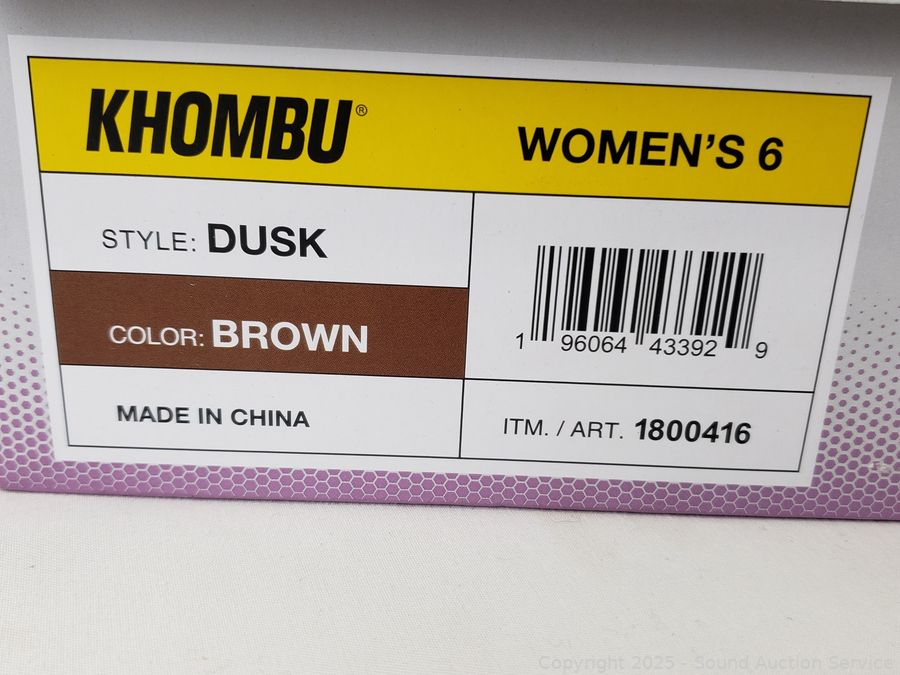 KHOMBU®
WOMEN'S 6
STYLE: DUSK
COLOR: BROWN
1 96064 43392 9
MADE IN CHINA
ITM. / ART. 1800416
Copyright 2025 - Sound Auction Service